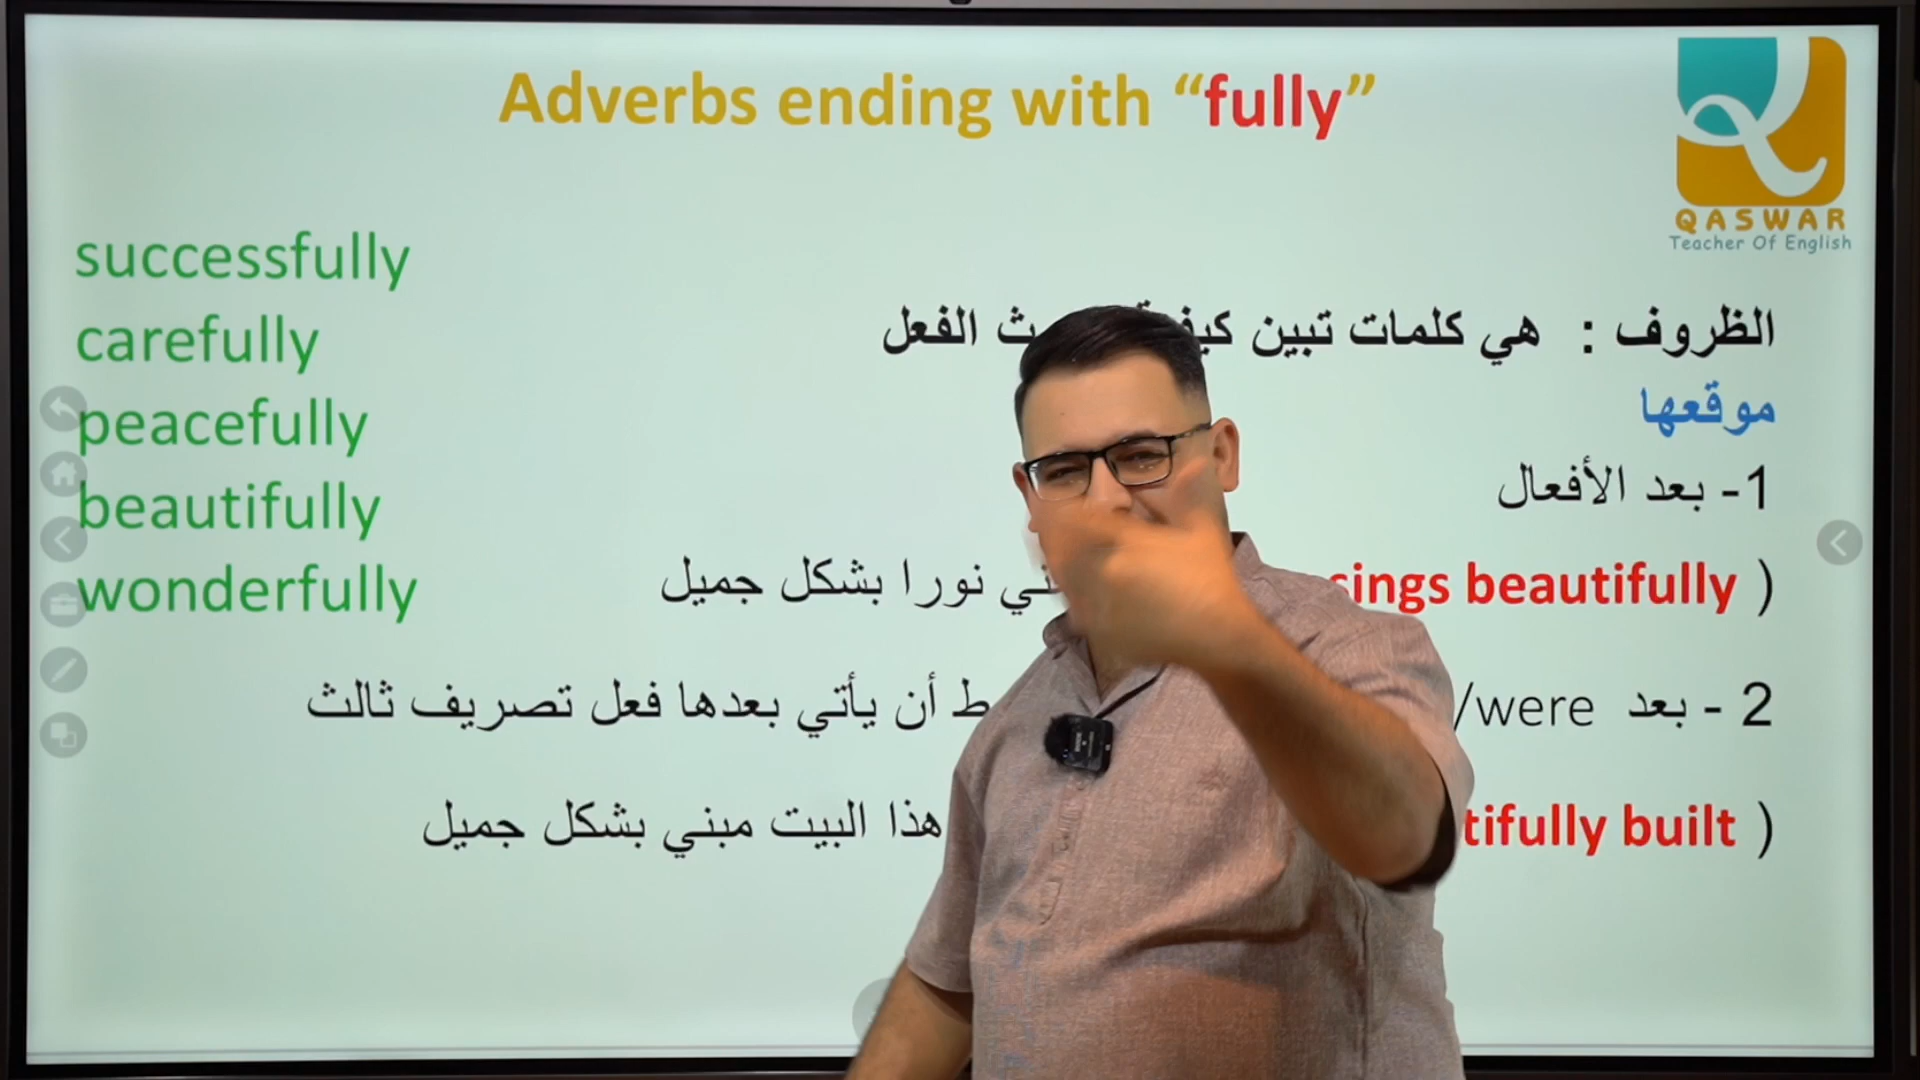 Adverbs ending with “fully”
QASWAR
Teacher Of English
successfully
carefully
peacefully
beautifully
wonderfully
الظروف : هي كلمات تبين الفعل
موقعها
1- بعد الأفعال
( sings beautifully نورا بشكل جميل
2 - بعد /were أن يأتي بعدها فعل تصريف ثالث
( built هذا البيت مبني بشكل جميل